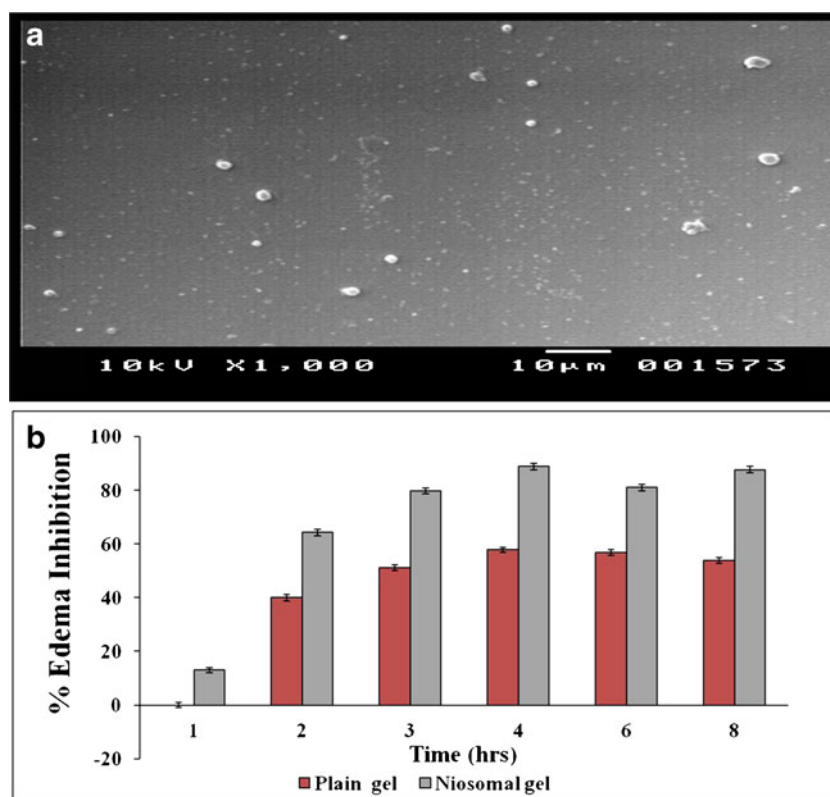 a
10kV X1,000 10µm 001573
b
100
80
60
40
20
0
-20
% Edema Inhibition
1 2 3 4 6 8
Time (hrs)
Plain gel Niosomal gel